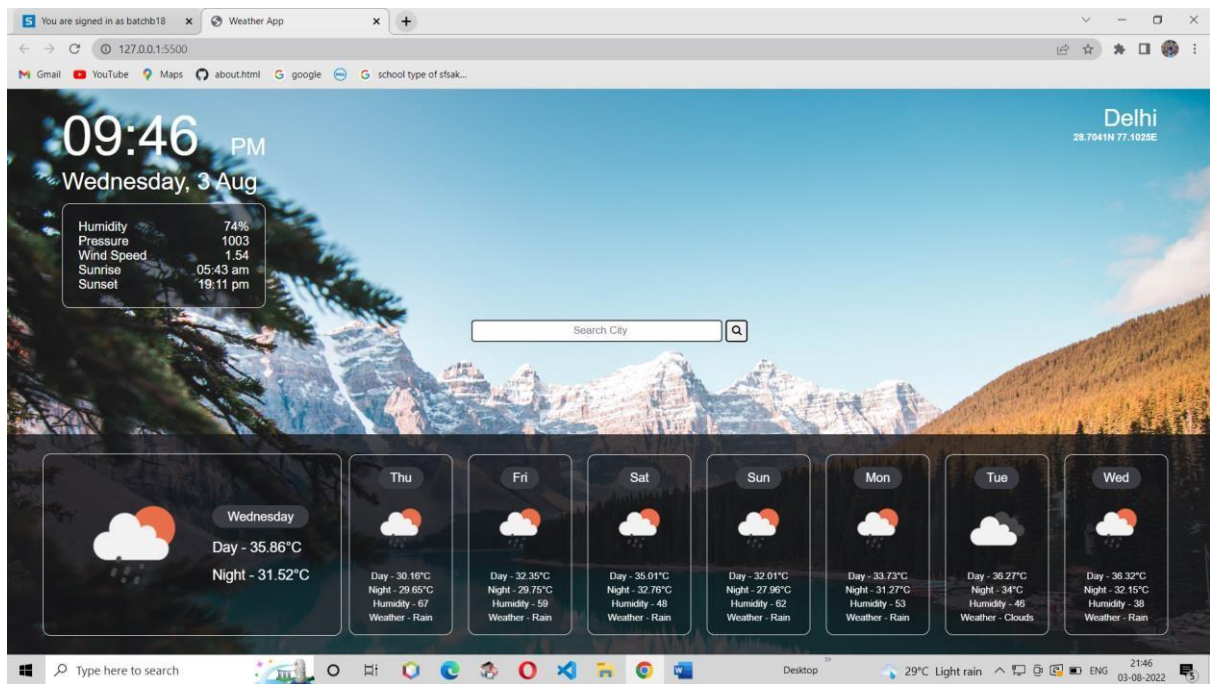 You are signed in as batchb18
Weather App
127.0.0.1:5500
Gmail YouTube Maps about.html google school type of sfsak...
09:46 PM
Wednesday, 3 Aug
Delhi
28.7041N 77.1025E
Humidity 74%
Pressure 1003
Wind Speed 1.54
Sunrise 05:43 am
Sunset 19:11 pm
Search City
Wednesday
Day - 35.86°C
Night - 31.52°C
Thu
Day - 30.16°C
Night - 29.65°C
Humidity - 67
Weather - Rain
Fri
Day - 32.35°C
Night - 29.75°C
Humidity - 59
Weather - Rain
Sat
Day - 35.01°C
Night - 32.76°C
Humidity - 48
Weather - Rain
Sun
Day - 32.01°C
Night - 27.96°C
Humidity - 62
Weather - Rain
Mon
Day - 33.73°C
Night - 31.27°C
Humidity - 53
Weather - Rain
Tue
Day - 36.27°C
Night - 34°C
Humidity - 46
Weather - Clouds
Wed
Day - 36.32°C
Night - 32.15°C
Humidity - 38
Weather - Rain
Type here to search
Desktop
29°C Light rain
ENG
21:46
03-08-2022
5